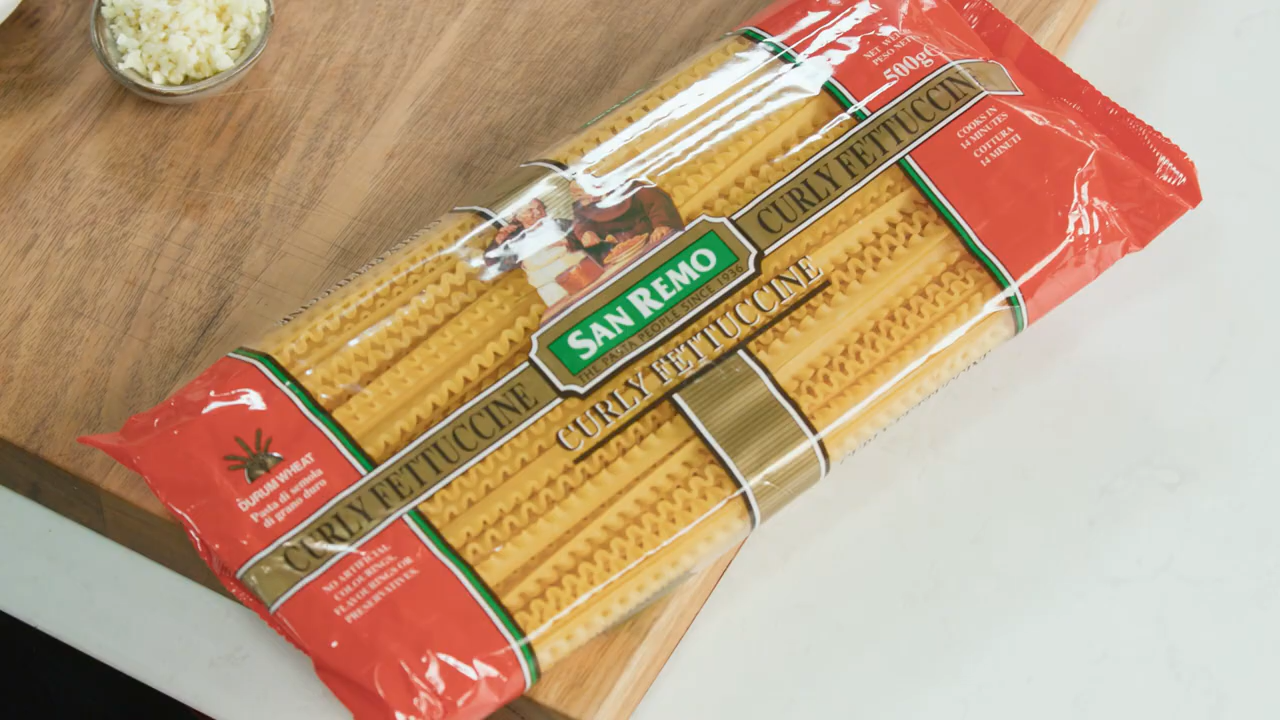 NET WEIGHT
PESO NETTO
500g
CURLY FETTUCCINE
COOKS IN
14 MINUTES
COTTURA
14 MINUTI
SAN REMO
THE PASTA PEOPLE SINCE 1936
CURLY FETTUCCINE
CURLY FETTUCCINE
DURUM WHEAT
Pasta di semola
di grano duro
NO ARTIFICIAL
COLOURINGS,
FLAVOURINGS OR
PRESERVATIVES.